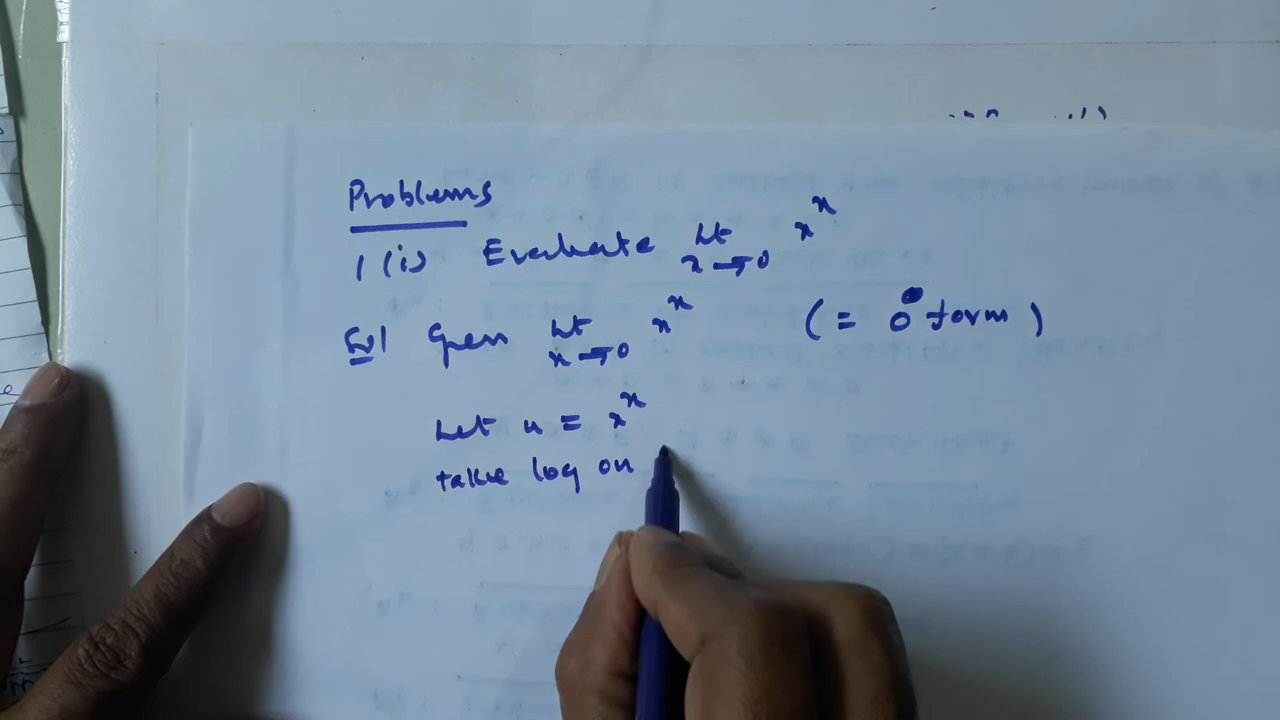 Problems
1(i) Evaluate Lt x→0 x^x
Sol Given Lt x→0 x^x (= 0^0 form)
Let u = x^x
take log on